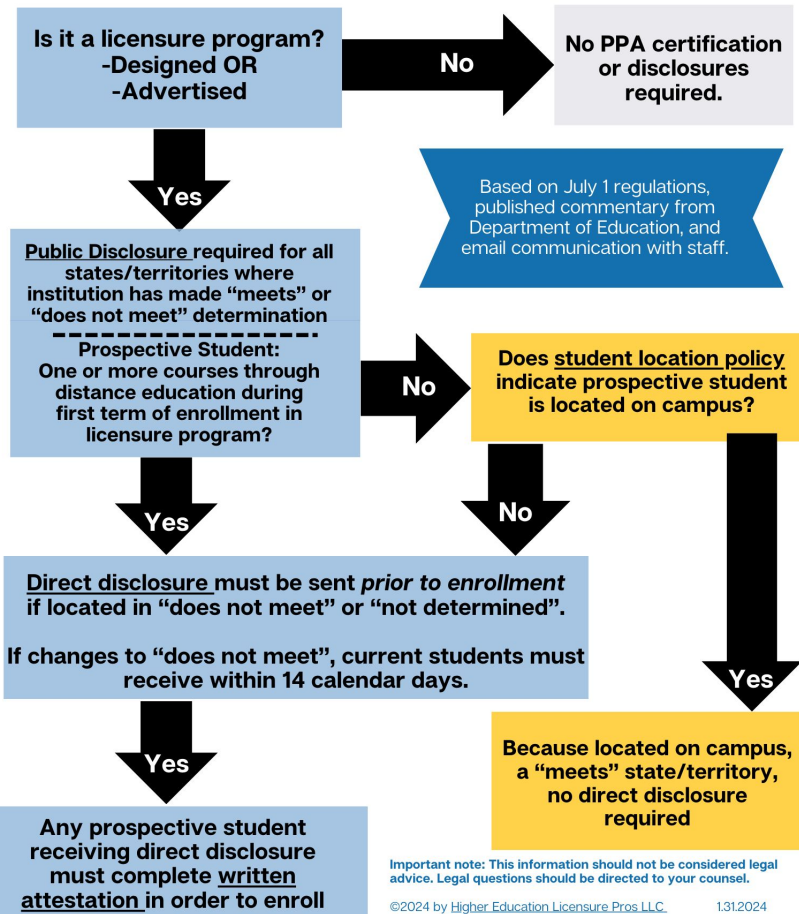 Is it a licensure program?
-Designed OR
-Advertised
No
No PPA certification
or disclosures
required.
Yes
Based on July 1 regulations,
published commentary from
Department of Education, and
email communication with staff.
Public Disclosure required for all
states/territories where
institution has made “meets” or
“does not meet” determination
Prospective Student:
One or more courses through
distance education during
first term of enrollment in
licensure program?
No
Does student location policy
indicate prospective student
is located on campus?
Yes
No
Direct disclosure must be sent prior to enrollment
if located in “does not meet” or “not determined”.
If changes to “does not meet”, current students must
receive within 14 calendar days.
Yes
Yes
Because located on campus,
a “meets” state/territory,
no direct disclosure
required
Any prospective student
receiving direct disclosure
must complete written
attestation in order to enroll
Important note: This information should not be considered legal
advice. Legal questions should be directed to your counsel.
©2024 by Higher Education Licensure Pros LLC 1.31.2024